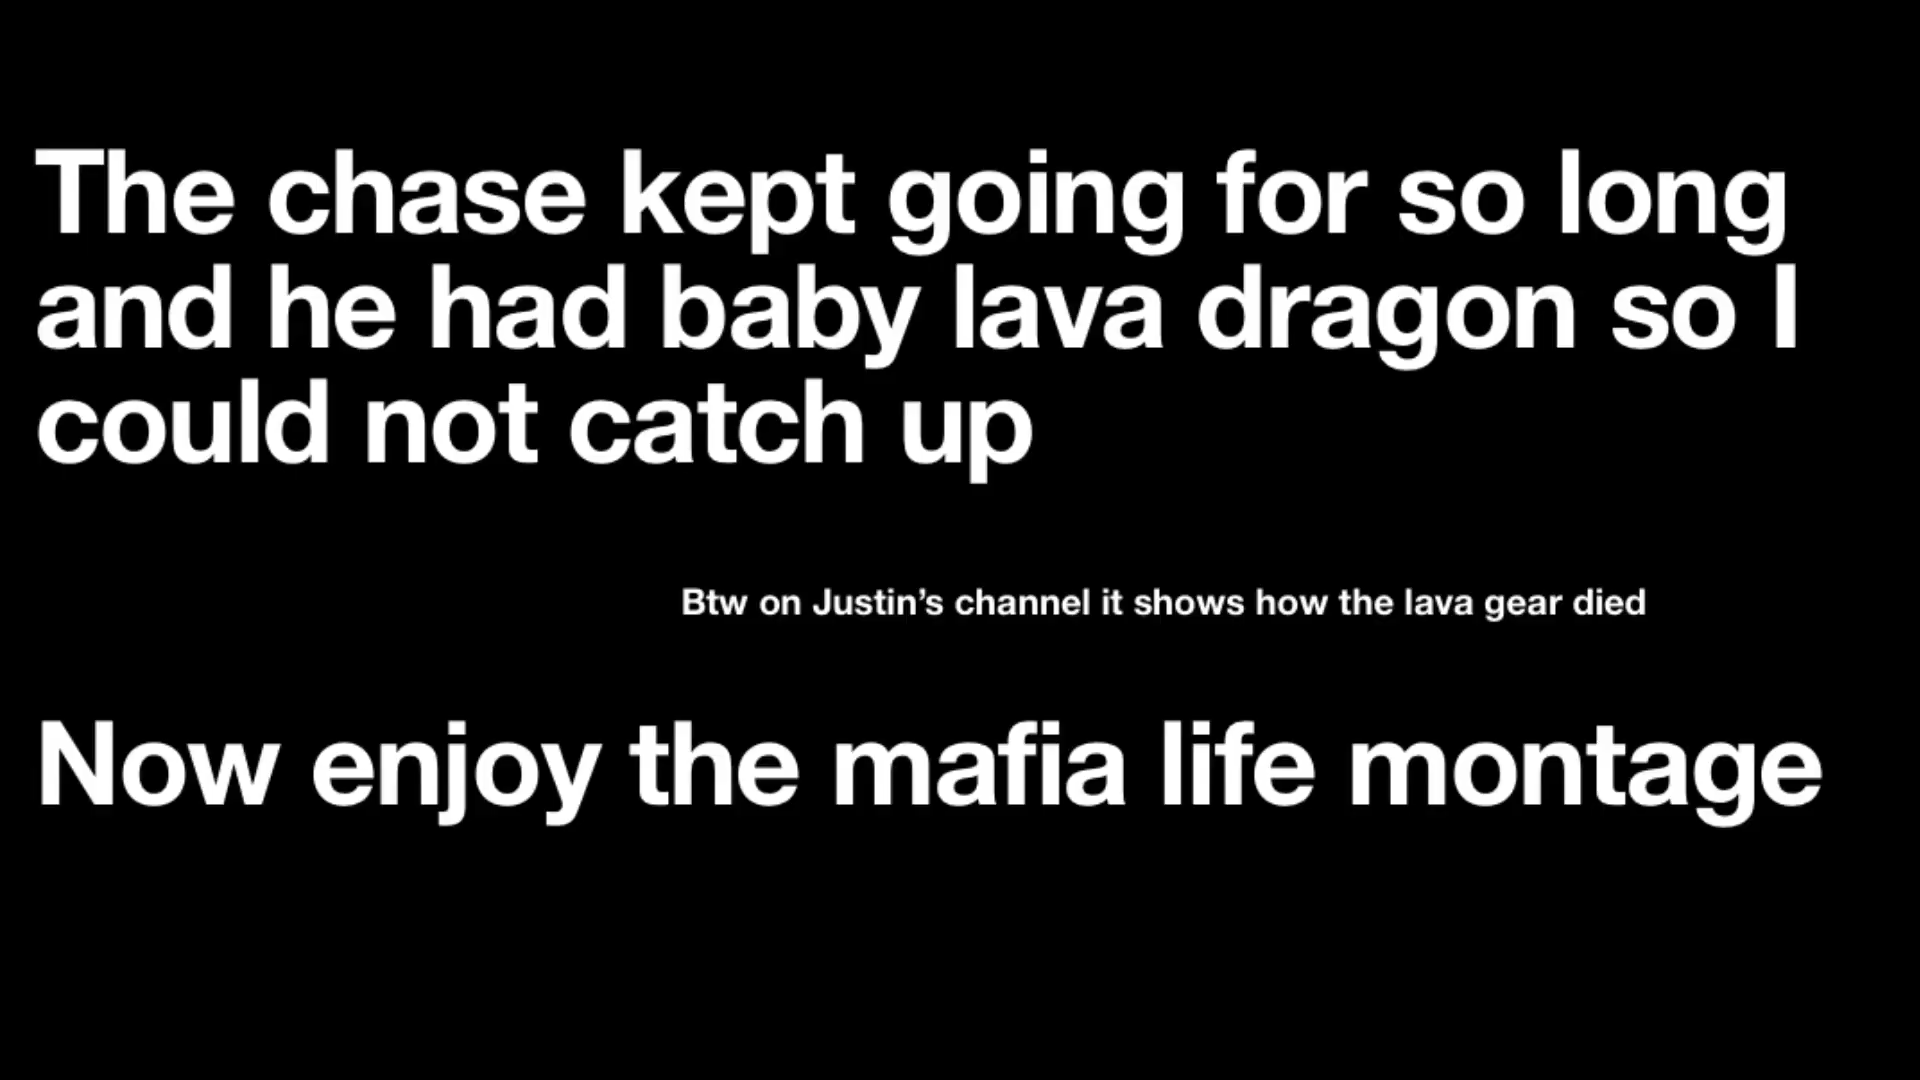 The chase kept going for so long
and he had baby lava dragon so I
could not catch up
Btw on Justin’s channel it shows how the lava gear died
Now enjoy the mafia life montage